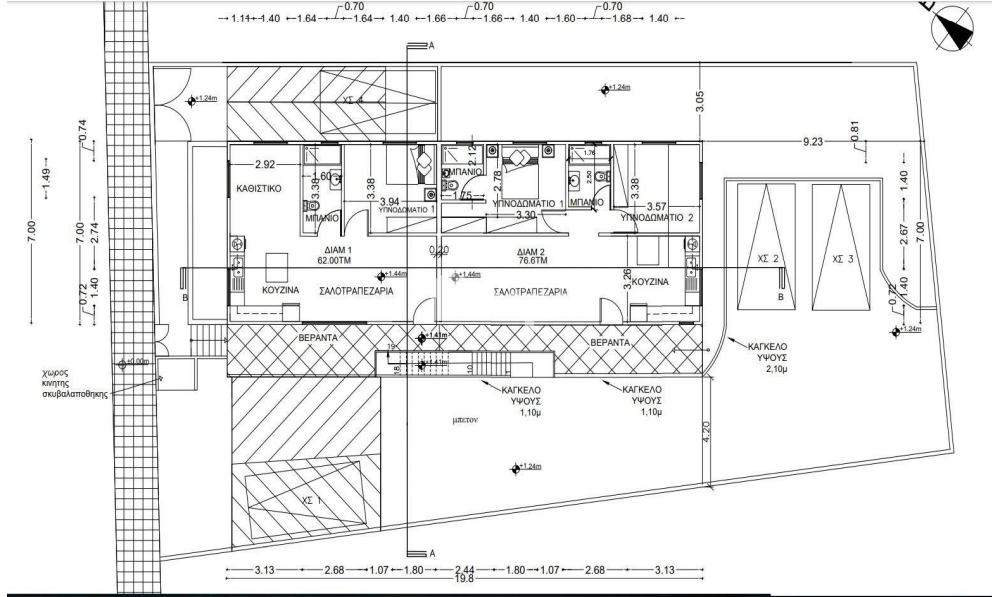 0.70 0.70 0.70
1.11 1.40 1.64 1.64 1.40 1.66 1.66 1.40 1.60 1.68 1.40
A
+1.24m
ΧΣ 4
+1.24m
3.05
0.74
9.23
0.81
1.49
2.92
1.60
3.38
3.38
2.12
1.76
2.50
3.38
1.40
ΚΑΘΙΣΤΙΚΟ
ΜΠΑΝΙΟ
1.75
2.78
3.94
ΥΠΝΟΔΩΜΑΤΙΟ 1
ΥΠΝΟΔΩΜΑΤΙΟ 1
3.30
ΜΠΑΝΙΟ
3.57
ΥΠΝΟΔΩΜΑΤΙΟ 2
ΜΠΑΝΙΟ
7.00
7.00
2.74
2.67
7.00
ΔΙΑΜ 1
62.00ΤΜ
0.20
ΔΙΑΜ 2
76.6ΤΜ
ΧΣ 2
ΧΣ 3
+1.44m
+1.44m
3.26
ΚΟΥΖΙΝΑ
ΣΑΛΟΤΡΑΠΕΖΑΡΙΑ
ΣΑΛΟΤΡΑΠΕΖΑΡΙΑ
ΚΟΥΖΙΝΑ
B
B
0.72
1.40
0.72
1.40
+1.24m
ΒΕΡΑΝΤΑ
+1.41m
ΒΕΡΑΝΤΑ
19
+1.41m
18
10
+0.00m
χωρος
κινητης
σκυβαλαποθηκης
ΚΑΓΚΕΛΟ
ΥΨΟΥΣ
2,10μ
ΚΑΓΚΕΛΟ
ΥΨΟΥΣ
1,10μ
ΚΑΓΚΕΛΟ
ΥΨΟΥΣ
1,10μ
μπετον
4.20
+1.24m
ΧΣ 1
A
3.13 2.68 1.07 1.80 2.44 1.80 1.07 2.68 3.13
19.8